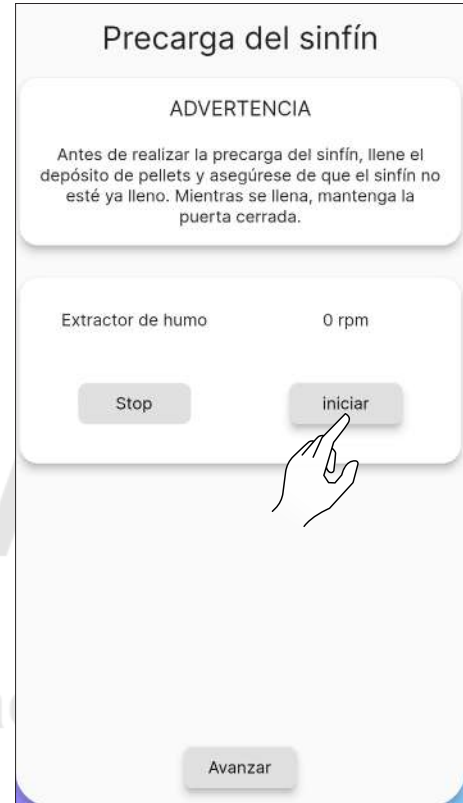 Precarga del sinfín
ADVERTENCIA
Antes de realizar la precarga del sinfín, llene el
depósito de pellets y asegúrese de que el sinfín no
esté ya lleno. Mientras se llena, mantenga la
puerta cerrada.
Extractor de humo 0 rpm
Stop iniciar
Avanzar